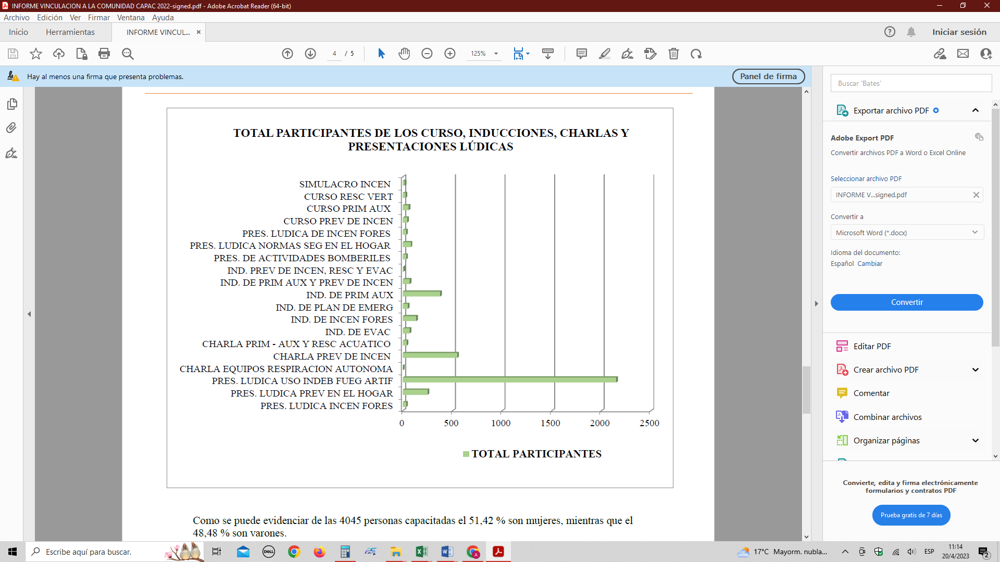 INFORME VINCULACION A LA COMUNIDAD CAPAC 2022-signed.pdf - Adobe Acrobat Reader (64-bit)
Archivo Edición Ver Firmar Ventana Ayuda
Inicio Herramientas INFORME VINCUL... Iniciar sesión
4 / 5 125%
Hay al menos una firma que presenta problemas.
Panel de firma
TOTAL PARTICIPANTES DE LOS CURSO, INDUCCIONES, CHARLAS Y
PRESENTACIONES LÚDICAS
SIMULACRO INCEN
CURSO RESC VERT
CURSO PRIM AUX
CURSO PREV DE INCEN
PRES. LUDICA DE INCEN FORES
PRES. LUDICA NORMAS SEG EN EL HOGAR
PRES. DE ACTIVIDADES BOMBERILES
IND. PREV DE INCEN, RESC Y EVAC
IND. DE PRIM AUX Y PREV DE INCEN
IND. DE PRIM AUX
IND. DE PLAN DE EMERG
IND. DE INCEN FORES
IND. DE EVAC
CHARLA PRIM - AUX Y RESC ACUATICO
CHARLA PREV DE INCEN
CHARLA EQUIPOS RESPIRACION AUTONOMA
PRES. LUDICA USO INDEB FUEG ARTIF
PRES. LUDICA PREV EN EL HOGAR
PRES. LUDICA INCEN FORES
0 500 1000 1500 2000 2500
TOTAL PARTICIPANTES
Como se puede evidenciar de las 4045 personas capacitadas el 51,42 % son mujeres, mientras que el
48,48 % son varones.
Buscar 'Bates'
Exportar archivo PDF
Adobe Export PDF
Convertir archivos PDF a Word o Excel Online
Seleccionar archivo PDF
INFORME V...signed.pdf
Convertir a
Microsoft Word (*.docx)
Idioma del documento:
Español Cambiar
Convertir
Editar PDF
Crear archivo PDF
Comentar
Combinar archivos
Organizar páginas
Convierte, edita y firma electrónicamente
formularios y contratos PDF
Prueba gratis de 7 días
Escribe aquí para buscar.
DELL
A
17°C Mayorm. nubla...
ESP
11:14
20/4/2023
2